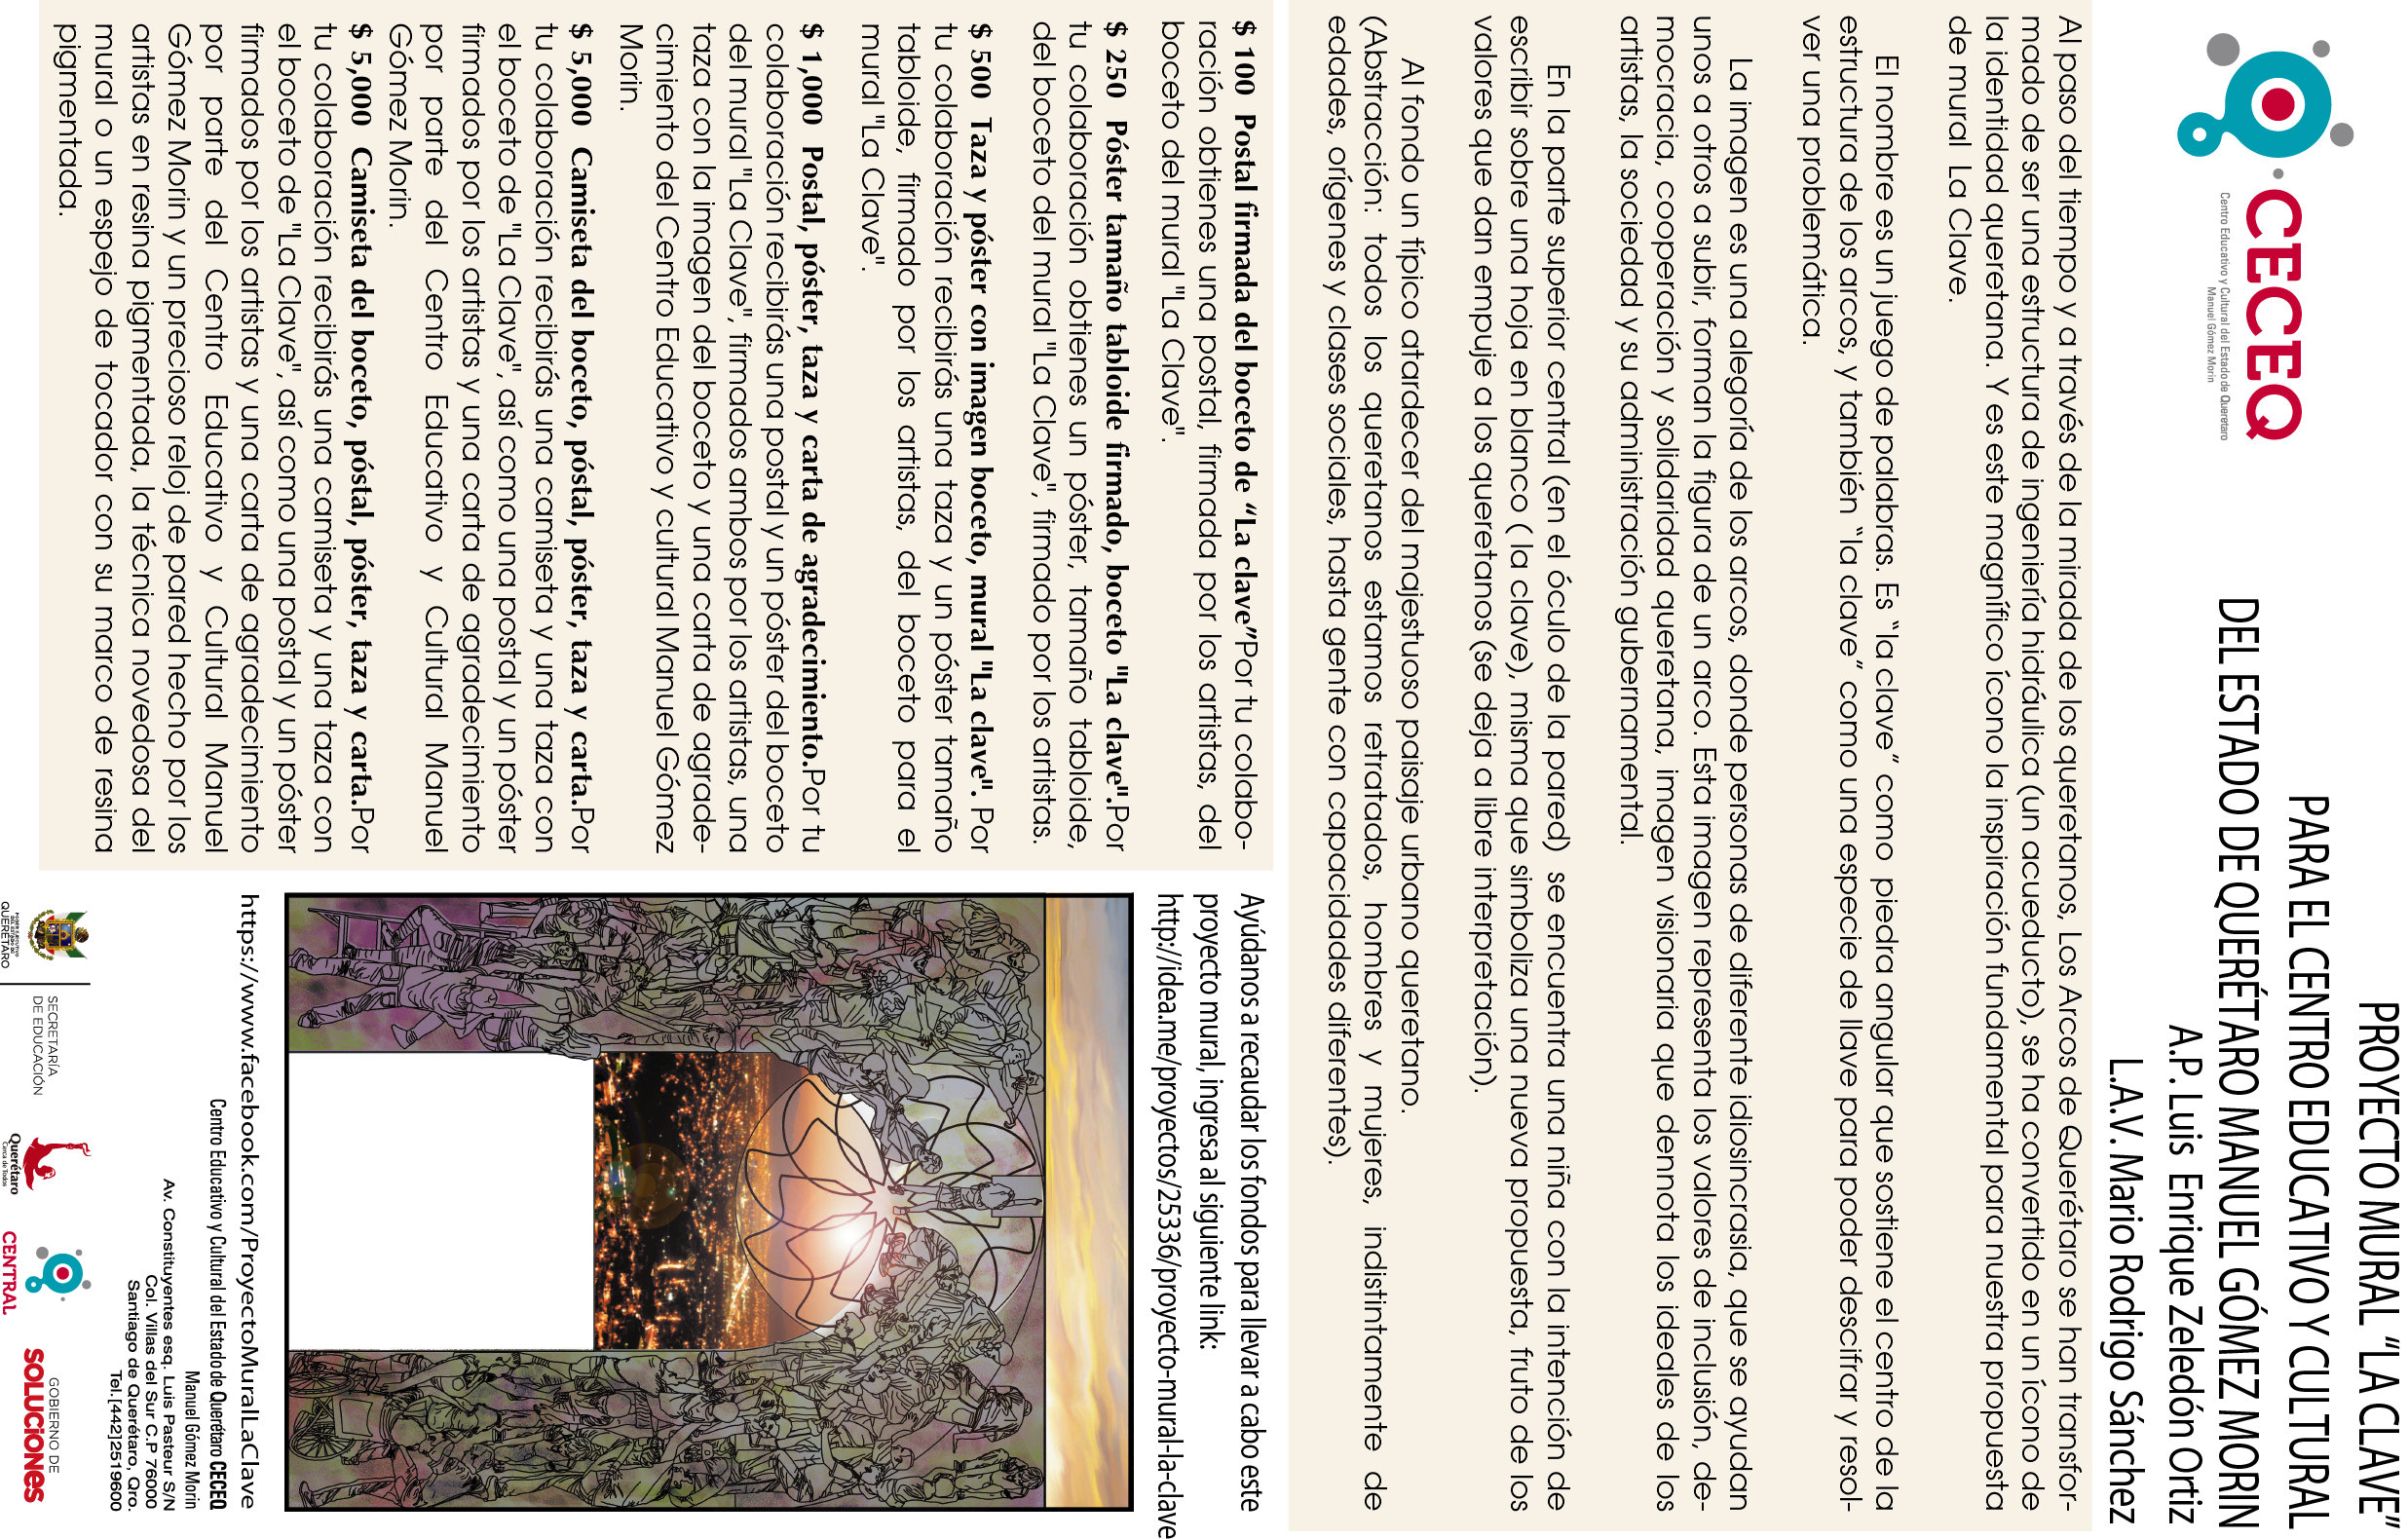 CECEQ
Centro Educativo y Cultural del Estado de Querétaro
Manuel Gómez Morin
PROYECTO MURAL “LA CLAVE”
PARA EL CENTRO EDUCATIVO Y CULTURAL
DEL ESTADO DE QUERÉTARO MANUEL GÓMEZ MORIN
A.P. Luis Enrique Zeledón Ortiz
L.A.V. Mario Rodrigo Sánchez
Al paso del tiempo y a través de la mirada de los queretanos, Los Arcos de Querétaro se han transfor-
mado de ser una estructura de ingeniería hidráulica (un acueducto), se ha convertido en un ícono de
la identidad queretana. Y es este magnífico ícono la inspiración fundamental para nuestra propuesta
de mural La Clave.
El nombre es un juego de palabras. Es “la clave” como piedra angular que sostiene el centro de la
estructura de los arcos, y también “la clave” como una especie de llave para poder descifrar y resol-
ver una problemática.
La imagen es una alegoría de los arcos, donde personas de diferente idiosincrasia, que se ayudan
unos a otros a subir, forman la figura de un arco. Esta imagen representa los valores de inclusión, de-
mocracia, cooperación y solidaridad queretana, imagen visionaria que dennota los ideales de los
artistas, la sociedad y su administración gubernamental.
En la parte superior central (en el óculo de la pared) se encuentra una niña con la intención de
escribir sobre una hoja en blanco ( la clave), misma que simboliza una nueva propuesta, fruto de los
valores que dan empuje a los queretanos (se deja a libre interpretación).
Al fondo un típico atardecer del majestuoso paisaje urbano queretano.
(Abstracción: todos los queretanos estamos retratados, hombres y mujeres, indistintamente de
edades, orígenes y clases sociales, hasta gente con capacidades diferentes).
$ 100 Postal firmada del boceto de “La clave”Por tu colabo-
ración obtienes una postal, firmada por los artistas, del
boceto del mural "La Clave".
$ 250 Póster tamaño tabloide firmado, boceto "La clave".Por
tu colaboración obtienes un póster, tamaño tabloide,
del boceto del mural "La Clave", firmado por los artistas.
$ 500 Taza y póster con imagen boceto, mural "La clave". Por
tu colaboración recibirás una taza y un póster tamaño
tabloide, firmado por los artistas, del boceto para el
mural "La Clave".
$ 1,000 Postal, póster, taza y carta de agradecimiento.Por tu
colaboración recibirás una postal y un póster del boceto
del mural "La Clave", firmados ambos por los artistas, una
taza con la imagen del boceto y una carta de agrade-
cimiento del Centro Educativo y cultural Manuel Gómez
Morin.
$ 5,000 Camiseta del boceto, póstal, póster, taza y carta.Por
tu colaboración recibirás una camiseta y una taza con
el boceto de "La Clave", así como una postal y un póster
firmados por los artistas y una carta de agradecimiento
por parte del Centro Educativo y Cultural Manuel
Gómez Morin.
$ 5,000 Camiseta del boceto, póstal, póster, taza y carta.Por
tu colaboración recibirás una camiseta y una taza con
el boceto de "La Clave", así como una postal y un póster
firmados por los artistas y una carta de agradecimiento
por parte del Centro Educativo y Cultural Manuel
Gómez Morin y un precioso reloj de pared hecho por los
artistas en resina pigmentada, la técnica novedosa del
mural o un espejo de tocador con su marco de resina
pigmentada.
Ayúdanos a recaudar los fondos para llevar a cabo este
proyecto mural, ingresa al siguiente link:
http://idea.me/proyectos/25336/proyecto-mural-la-clave
https://www.facebook.com/ProyectoMuralLaClave
Centro Educativo y Cultural del Estado de Querétaro CECEQ
Manuel Gómez Morin
Av. Constituyentes esq. Luis Pasteur S/N
Col. Villas del Sur C.P 76000
Santiago de Querétaro, Qro.
Tel.[442]2519600
PODER EJECUTIVO
DEL ESTADO DE
QUERÉTARO
SECRETARÍA
DE EDUCACIÓN
Querétaro
Cerca de Todos
CENTRAL
GOBIERNO DE
SOLUCIONES